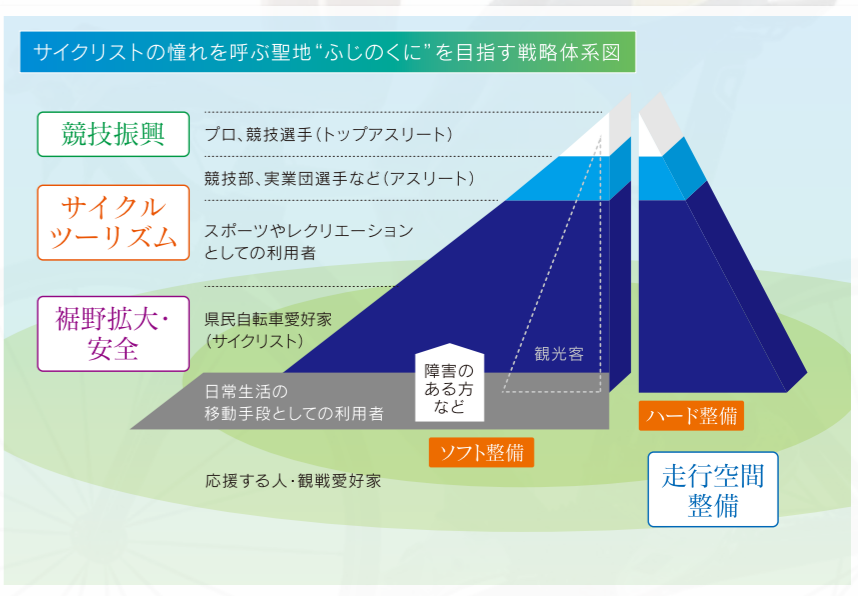 サイクリストの憧れを呼ぶ聖地“ふじのくに”を目指す戦略体系図
競技振興
プロ、競技選手(トップアスリート)
競技部、実業団選手など(アスリート)
サイクル
ツーリズム
スポーツやレクリエーション
としての利用者
裾野拡大・
安全
県民自転車愛好家
(サイクリスト)
観光客
障害の
ある方
など
日常生活の
移動手段としての利用者
ハード整備
ソフト整備
走行空間
整備
応援する人・観戦愛好家